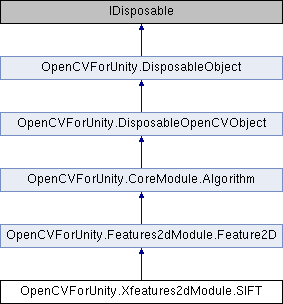 IDisposable
OpenCVForUnity.DisposableObject
OpenCVForUnity.DisposableOpenCVObject
OpenCVForUnity.CoreModule.Algorithm
OpenCVForUnity.Features2dModule.Feature2D
OpenCVForUnity.Xfeatures2dModule.SIFT